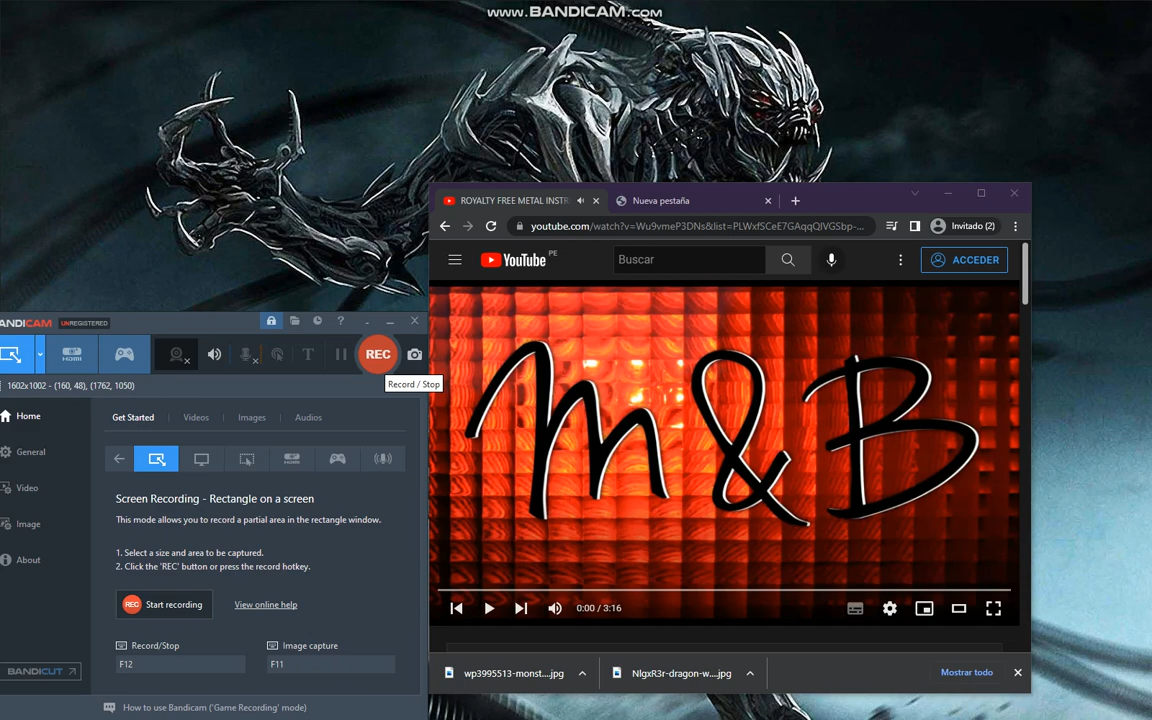 www.BANDICAM.com
ROYALTY FREE METAL INSTR
Nueva pestaña
youtube.com/watch?v=Wu9vmeP3DNs&list=PLWxfSCeE7GAqqQIVGSbp-...
Invitado (2)
YouTube PE
Buscar
ACCEDER
M & B
0:00 / 3:16
wp3995513-monst....jpg
NlgxR3r-dragon-w....jpg
Mostrar todo
ANDICAM UNREGISTERED
HDMI
T
REC
Record / Stop
1602x1002 - (160, 48), (1762, 1050)
Home
General
Video
Image
About
BANDICUT
Get Started
Videos
Images
Audios
HDMI
Screen Recording - Rectangle on a screen
This mode allows you to record a partial area in the rectangle window.
1. Select a size and area to be captured.
2. Click the 'REC' button or press the record hotkey.
REC Start recording
View online help
Record/Stop
Image capture
F12
F11
How to use Bandicam ('Game Recording' mode)